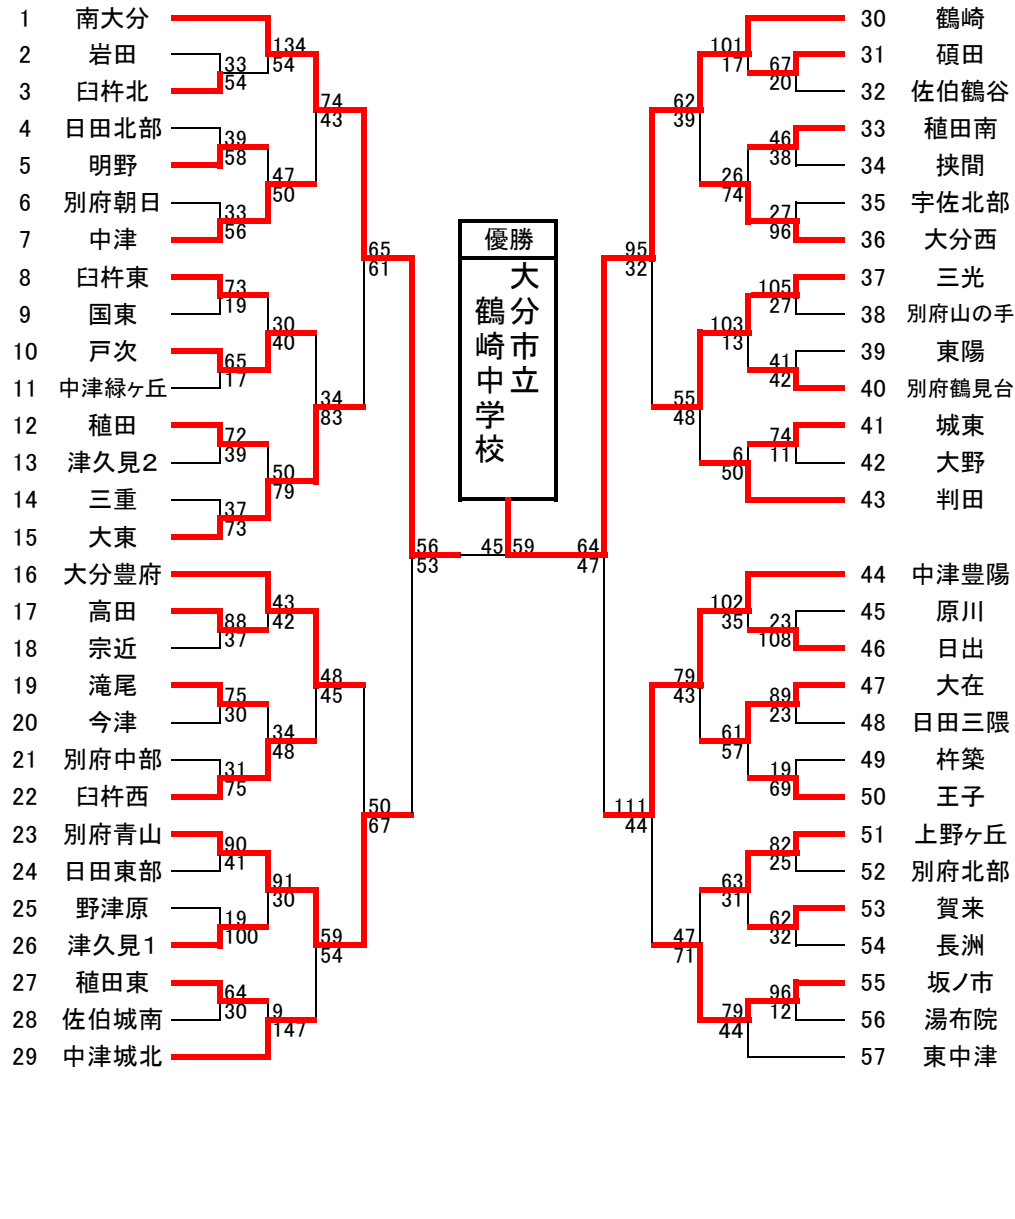 1 南大分
2 岩田
3 臼杵北
4 日田北部
5 明野
6 別府朝日
7 中津
8 臼杵東
9 国東
10 戸次
11 中津緑ヶ丘
12 稙田
13 津久見2
14 三重
15 大東
16 大分豊府
17 高田
18 宗近
19 滝尾
20 今津
21 別府中部
22 臼杵西
23 別府青山
24 日田東部
25 野津原
26 津久見1
27 稙田東
28 佐伯城南
29 中津城北
33
54
39
58
33
56
73
19
65
17
72
39
37
73
88
37
75
30
31
75
90
41
19
100
64
30
134
54
47
50
30
40
50
79
43
42
34
48
91
30
9
147
74
43
34
83
48
45
59
54
65
61
50
67
56
53
優勝
大分市立
鶴崎中学校
45 59
64
47
95
32
111
44
62
39
55
48
79
43
47
71
101
17
26
74
103
13
6
50
102
35
61
57
63
31
79
44
67
20
46
38
27
96
105
27
41
42
74
11
23
108
89
23
19
69
82
25
62
32
96
12
30 鶴崎
31 碩田
32 佐伯鶴谷
33 稙田南
34 挟間
35 宇佐北部
36 大分西
37 三光
38 別府山の手
39 東陽
40 別府鶴見台
41 城東
42 大野
43 判田
44 中津豊陽
45 原川
46 日出
47 大在
48 日田三隈
49 杵築
50 王子
51 上野ヶ丘
52 別府北部
53 賀来
54 長洲
55 坂ノ市
56 湯布院
57 東中津